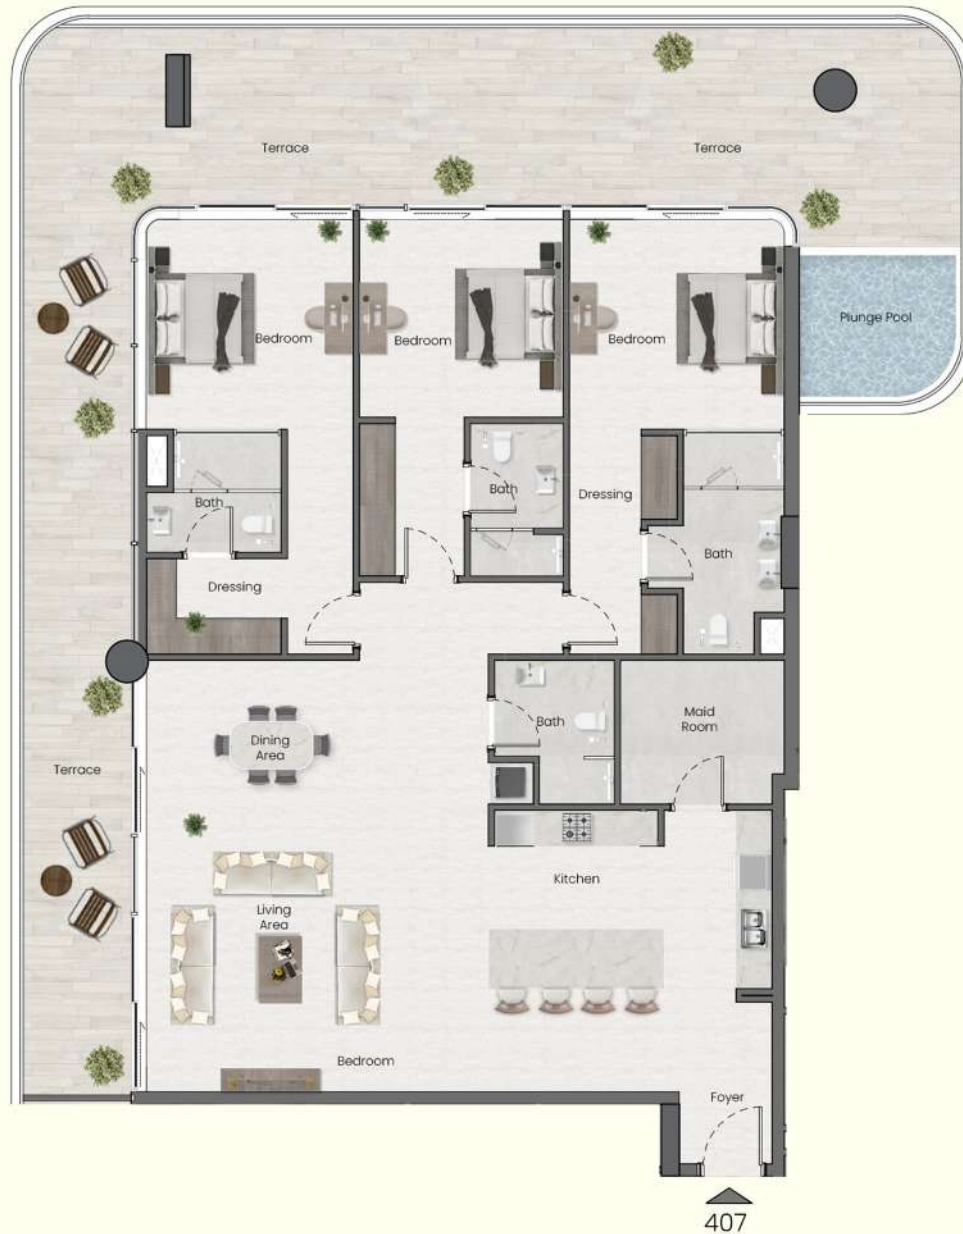 Terrace
Terrace
Plunge Pool
Bedroom
Bedroom
Bedroom
Bath
Bath
Dressing
Bath
Dressing
Maid
Room
Bath
Dining
Area
Terrace
Kitchen
Living
Area
Bedroom
Foyer
407